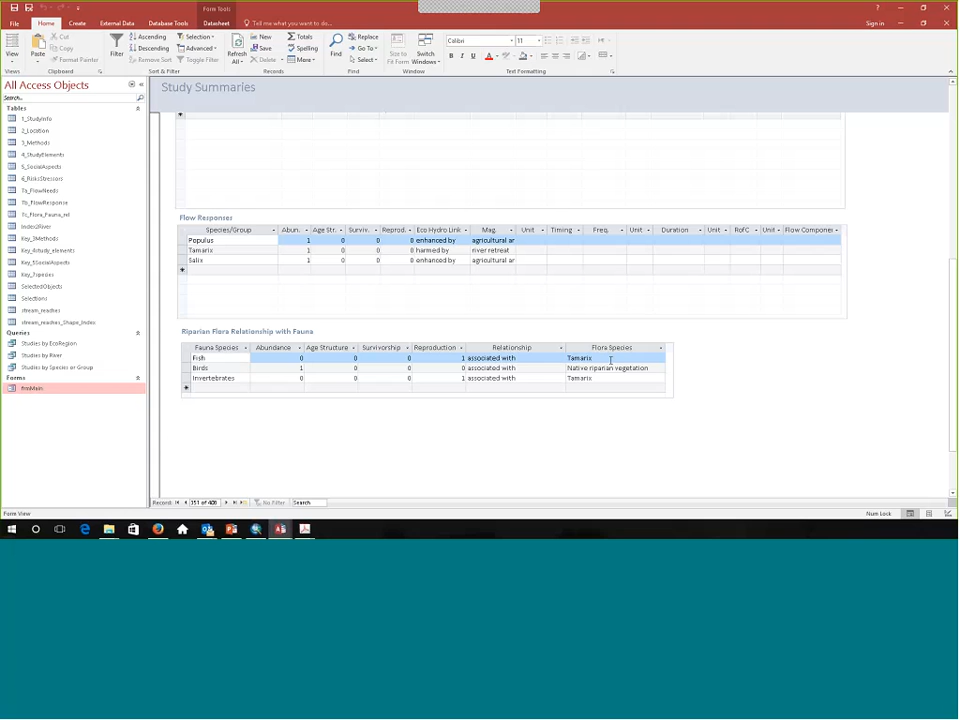 Form Tools
File Home Create External Data Database Tools Datasheet Tell me what you want to do... Sign in
View Paste Cut Copy Format Painter Filter Ascending Descending Remove Sort Selection Advanced Toggle Filter Refresh All New Save Delete Totals Spelling More Find Replace Go To Select Size to Fit Form Switch Windows Calibri 11
Views Clipboard Sort & Filter Records Find Window Text Formatting
All Access Objects
Search...
Tables
1_StudyInfo
2_Location
3_Methods
4_StudyElements
5_SocialAspects
6_RisksStressors
7a_FlowNeeds
7b_FlowResponse
7c_Flora_Fauna_rel
Index2River
Key_3Methods
Key_4study_elements
Key_5SocialAspects
Key_7species
SelectedObjects
Selections
stream_reaches
stream_reaches_Shape_Index
Queries
Studies by EcoRegion
Studies by River
Studies by Species or Group
Forms
frmMain
Study Summaries
Flow Responses
Species/Group Abun. Age Str. Surviv. Reprod. Eco Hydro Link Mag. Unit Timing Freq. Unit Duration Unit RofC Unit Flow Componen
Populus 1 0 0 0 enhanced by agricultural ar
Tamarix 1 0 0 0 harmed by river retreat
Salix 1 0 0 0 enhanced by agricultural ar
Riparian Flora Relationship with Fauna
Fauna Species Abundance Age Structure Survivorship Reproduction Relationship Flora Species
Fish 0 0 0 1 associated with Tamarix
Birds 1 0 0 0 associated with Native riparian vegetation
Invertebrates 0 0 0 1 associated with Tamarix
Record: 351 of 408 No Filter Search
Form View Num Lock